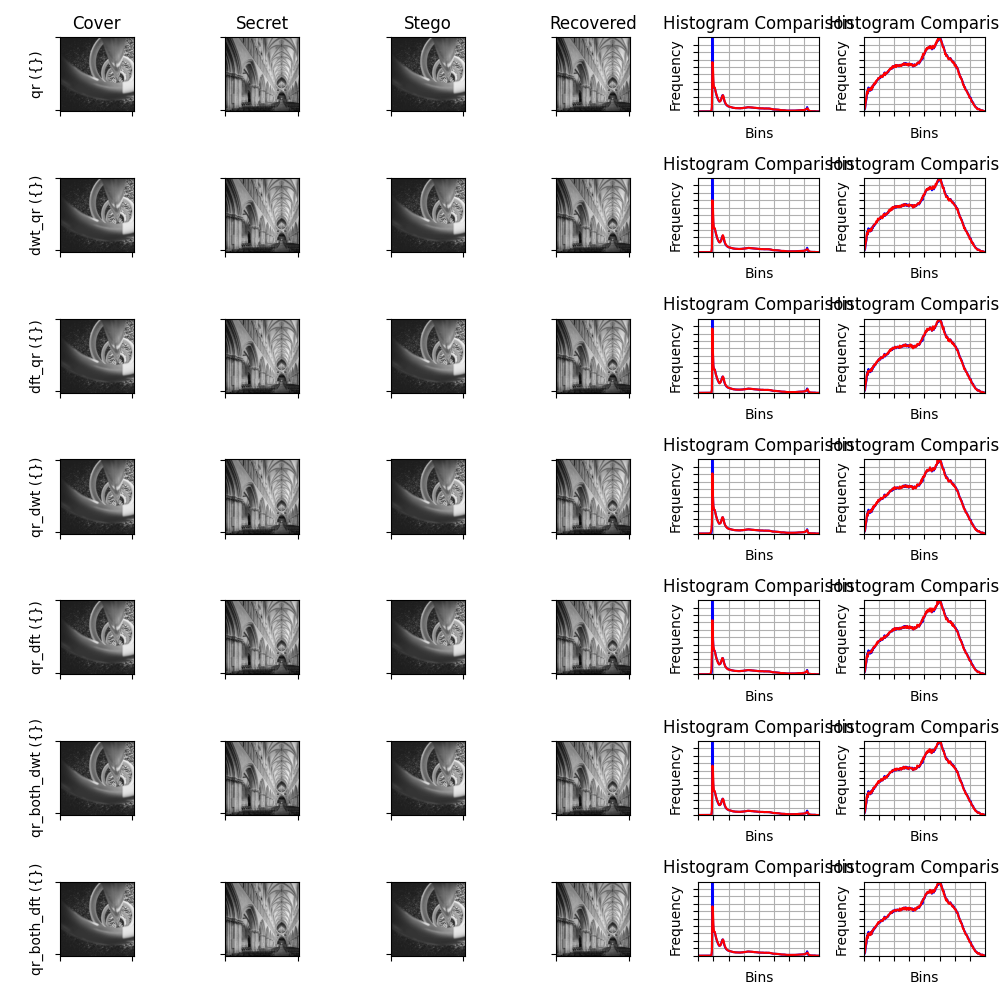 Cover Secret Stego Recovered Histogram Comparison Histogram Comparis
qr ({}) Frequency Frequency
Bins Bins
Histogram Comparison Histogram Comparis
dwt_qr ({}) Frequency Frequency
Bins Bins
Histogram Comparison Histogram Comparis
dft_qr ({}) Frequency Frequency
Bins Bins
Histogram Comparison Histogram Comparis
qr_dwt ({}) Frequency Frequency
Bins Bins
Histogram Comparison Histogram Comparis
qr_dft ({}) Frequency Frequency
Bins Bins
Histogram Comparison Histogram Comparis
qr_both_dwt ({}) Frequency Frequency
Bins Bins
Histogram Comparison Histogram Comparis
qr_both_dft ({}) Frequency Frequency
Bins Bins